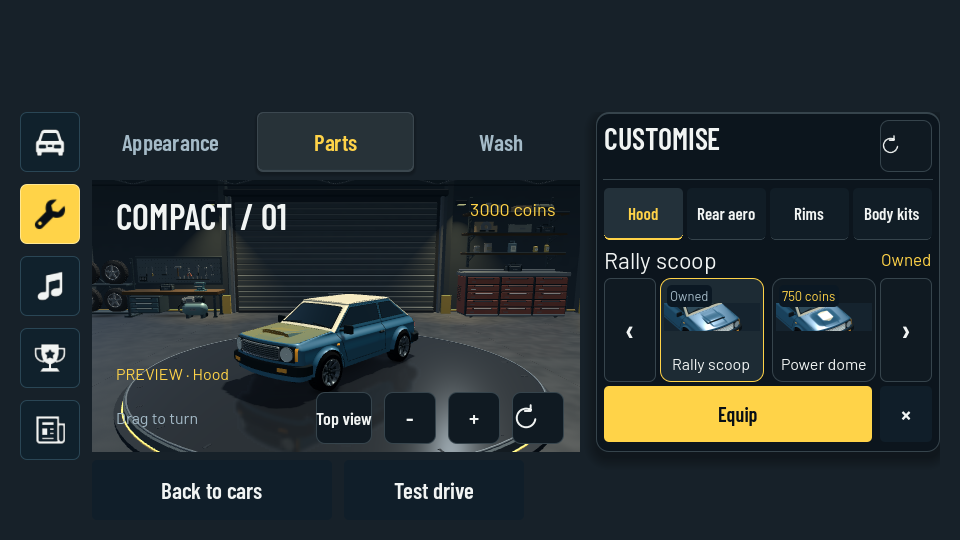 Appearance
Parts
Wash
COMPACT / 01
3000 coins
PREVIEW · Hood
Drag to turn
Top view
-
+
Back to cars
Test drive
CUSTOMISE
Hood
Rear aero
Rims
Body kits
Rally scoop
Owned
‹
Owned
Rally scoop
750 coins
Power dome
›
Equip
×